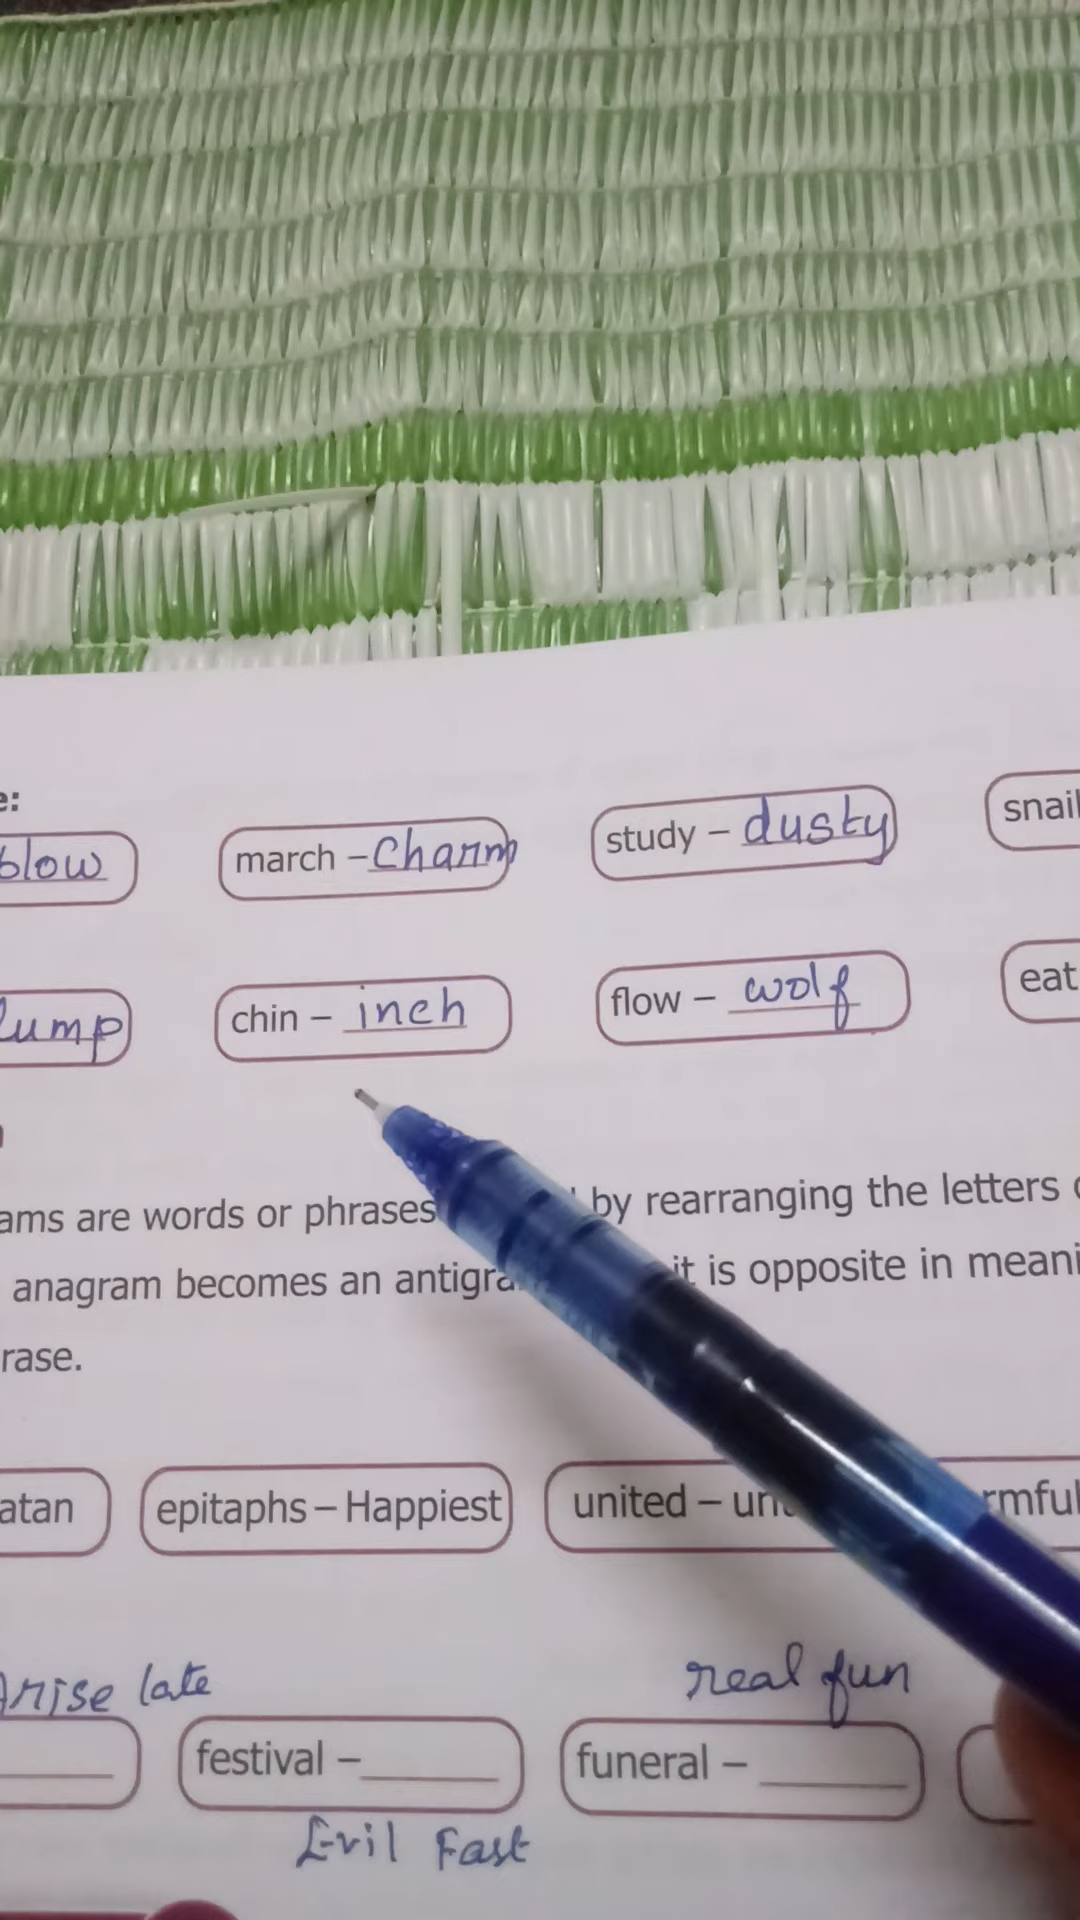 e:
blow march – Charm study – dusty snail
lump chin – inch flow – wolf eat
ams are words or phrases by rearranging the letters
anagram becomes an antigra it is opposite in meani
rase.
atan epitaphs – Happiest united – un rmful
Arise late real fun
festival – funeral –
Evil Fast